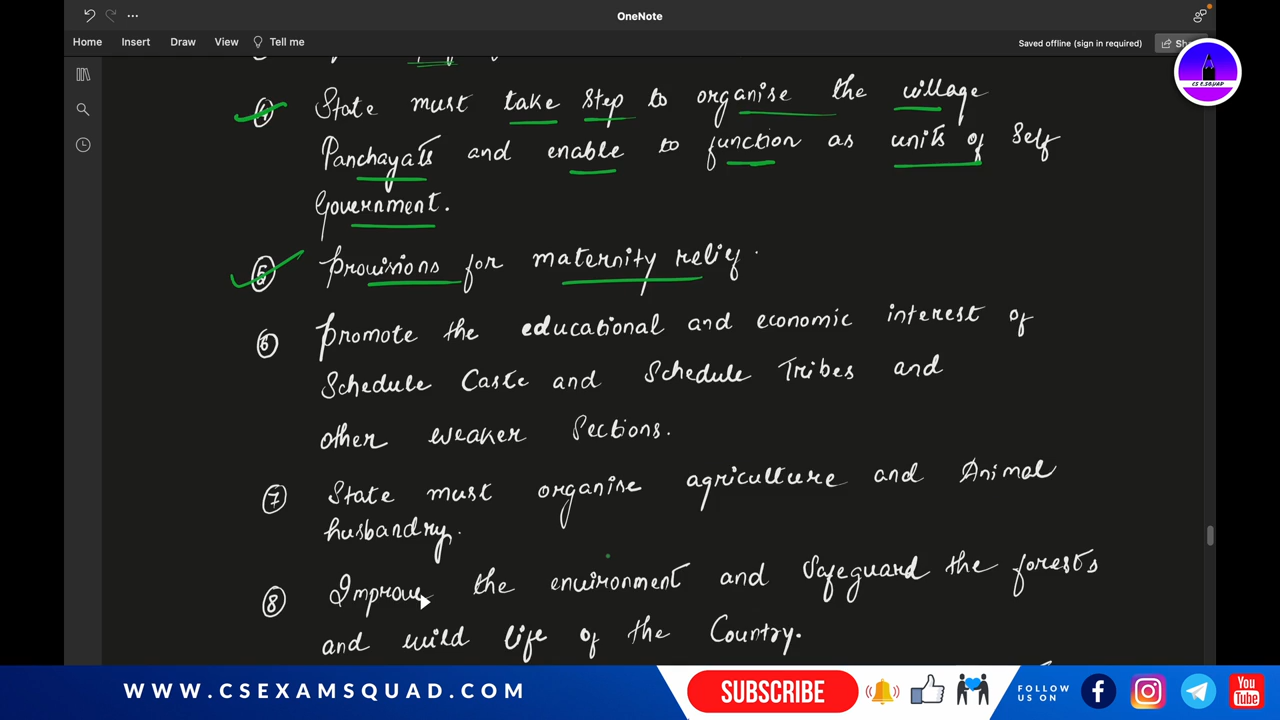 OneNote
Home Insert Draw View Tell me
Saved offline (sign in required)
CS E.SQUAD
④ State must take step to organise the village
Panchayats and enable to function as units of Self
Government.
⑤ Provisions for maternity relief.
⑥ Promote the educational and economic interest of
Schedule Caste and Schedule Tribes and
other weaker Sections.
⑦ State must organise agriculture and Animal
husbandry.
⑧ Improve the environment and Safeguard the forests
and wild life of the Country.
WWW.CSEXAMSQUAD.COM
SUBSCRIBE
FOLLOW
US ON
You
Tube